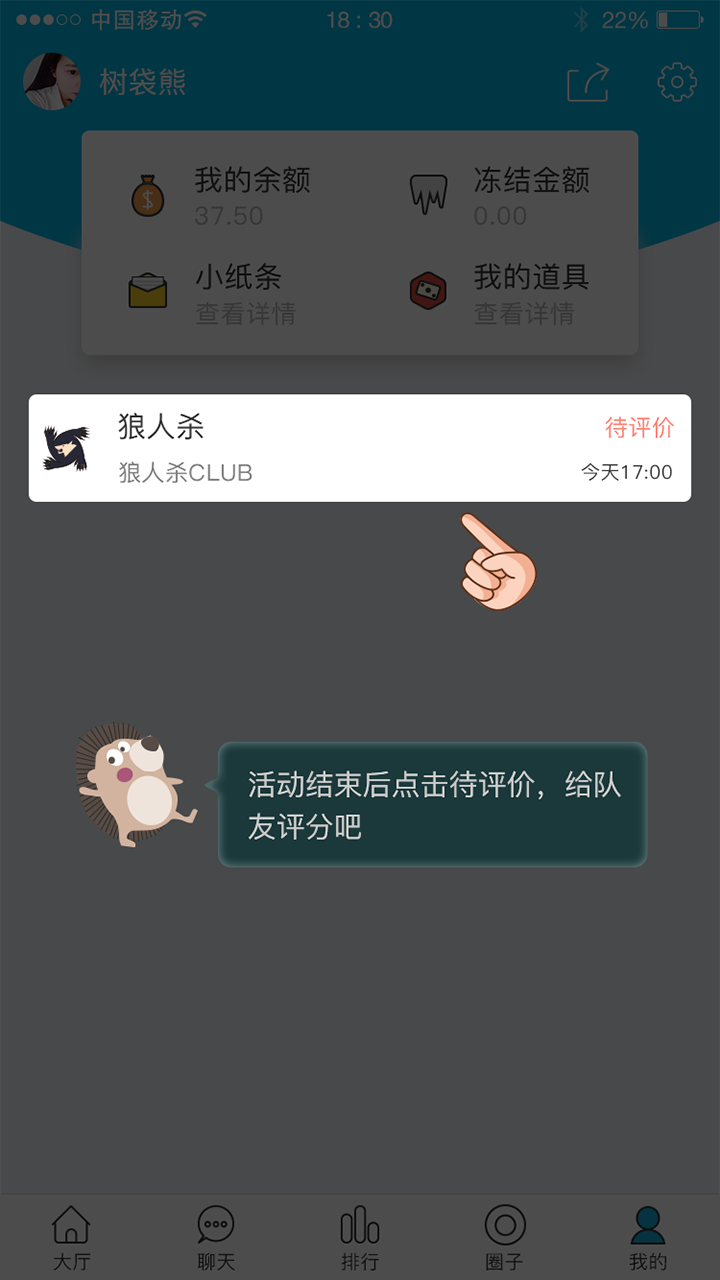 中国移动 18 : 30 22%
树袋熊
我的余额 冻结金额
37.50 0.00
小纸条 我的道具
查看详情 查看详情
狼人杀 待评价
狼人杀CLUB 今天17:00
活动结束后点击待评价，给队
友评分吧
大厅 聊天 排行 圈子 我的